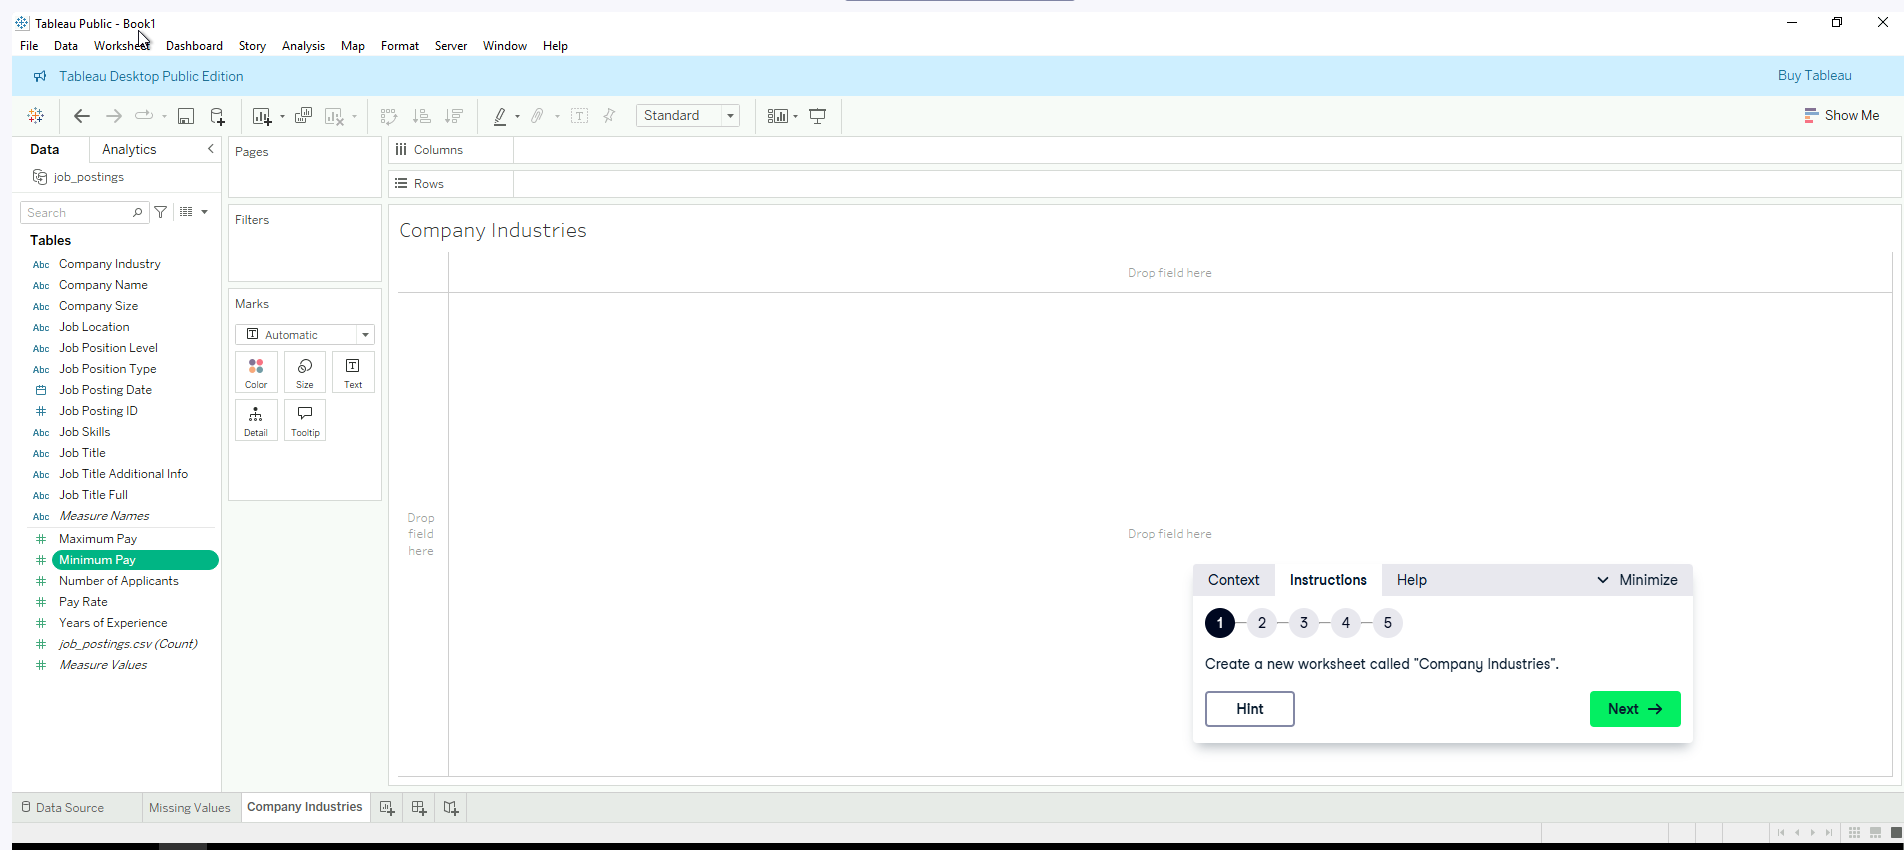 Tableau Public - Book1
File Data Worksheet Dashboard Story Analysis Map Format Server Window Help
Tableau Desktop Public Edition
Buy Tableau
Standard
Show Me
Data
Analytics
job_postings
Search
Tables
Abc Company Industry
Abc Company Name
Abc Company Size
Abc Job Location
Abc Job Position Level
Abc Job Position Type
Job Posting Date
# Job Posting ID
Abc Job Skills
Abc Job Title
Abc Job Title Additional Info
Abc Job Title Full
Abc Measure Names
# Maximum Pay
# Minimum Pay
# Number of Applicants
# Pay Rate
# Years of Experience
# job_postings.csv (Count)
# Measure Values
Pages
Filters
Marks
T Automatic
Color
Size
T
Text
Detail
Tooltip
Columns
Rows
Company Industries
Drop field here
Drop
field
here
Drop field here
Context
Instructions
Help
Minimize
1 2 3 4 5
Create a new worksheet called "Company Industries".
Hint
Next
Data Source
Missing Values
Company Industries